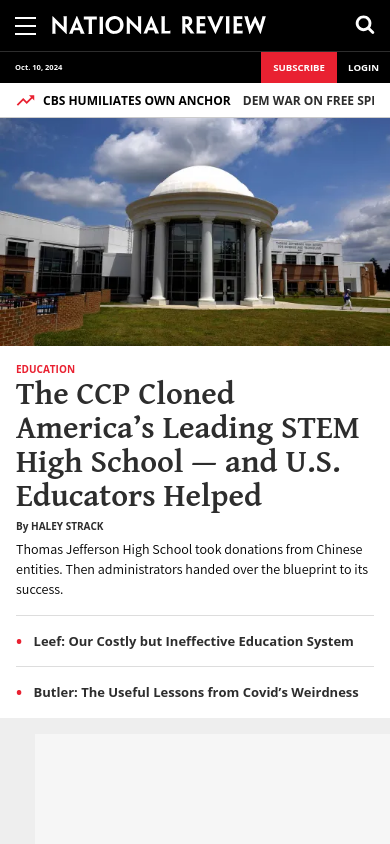 NATIONAL REVIEW
Oct. 10, 2024
SUBSCRIBE
LOGIN
CBS HUMILIATES OWN ANCHOR
DEM WAR ON FREE SPE
EDUCATION
The CCP Cloned
America’s Leading STEM
High School — and U.S.
Educators Helped
By HALEY STRACK
Thomas Jefferson High School took donations from Chinese
entities. Then administrators handed over the blueprint to its
success.
• Leef: Our Costly but Ineffective Education System
• Butler: The Useful Lessons from Covid’s Weirdness